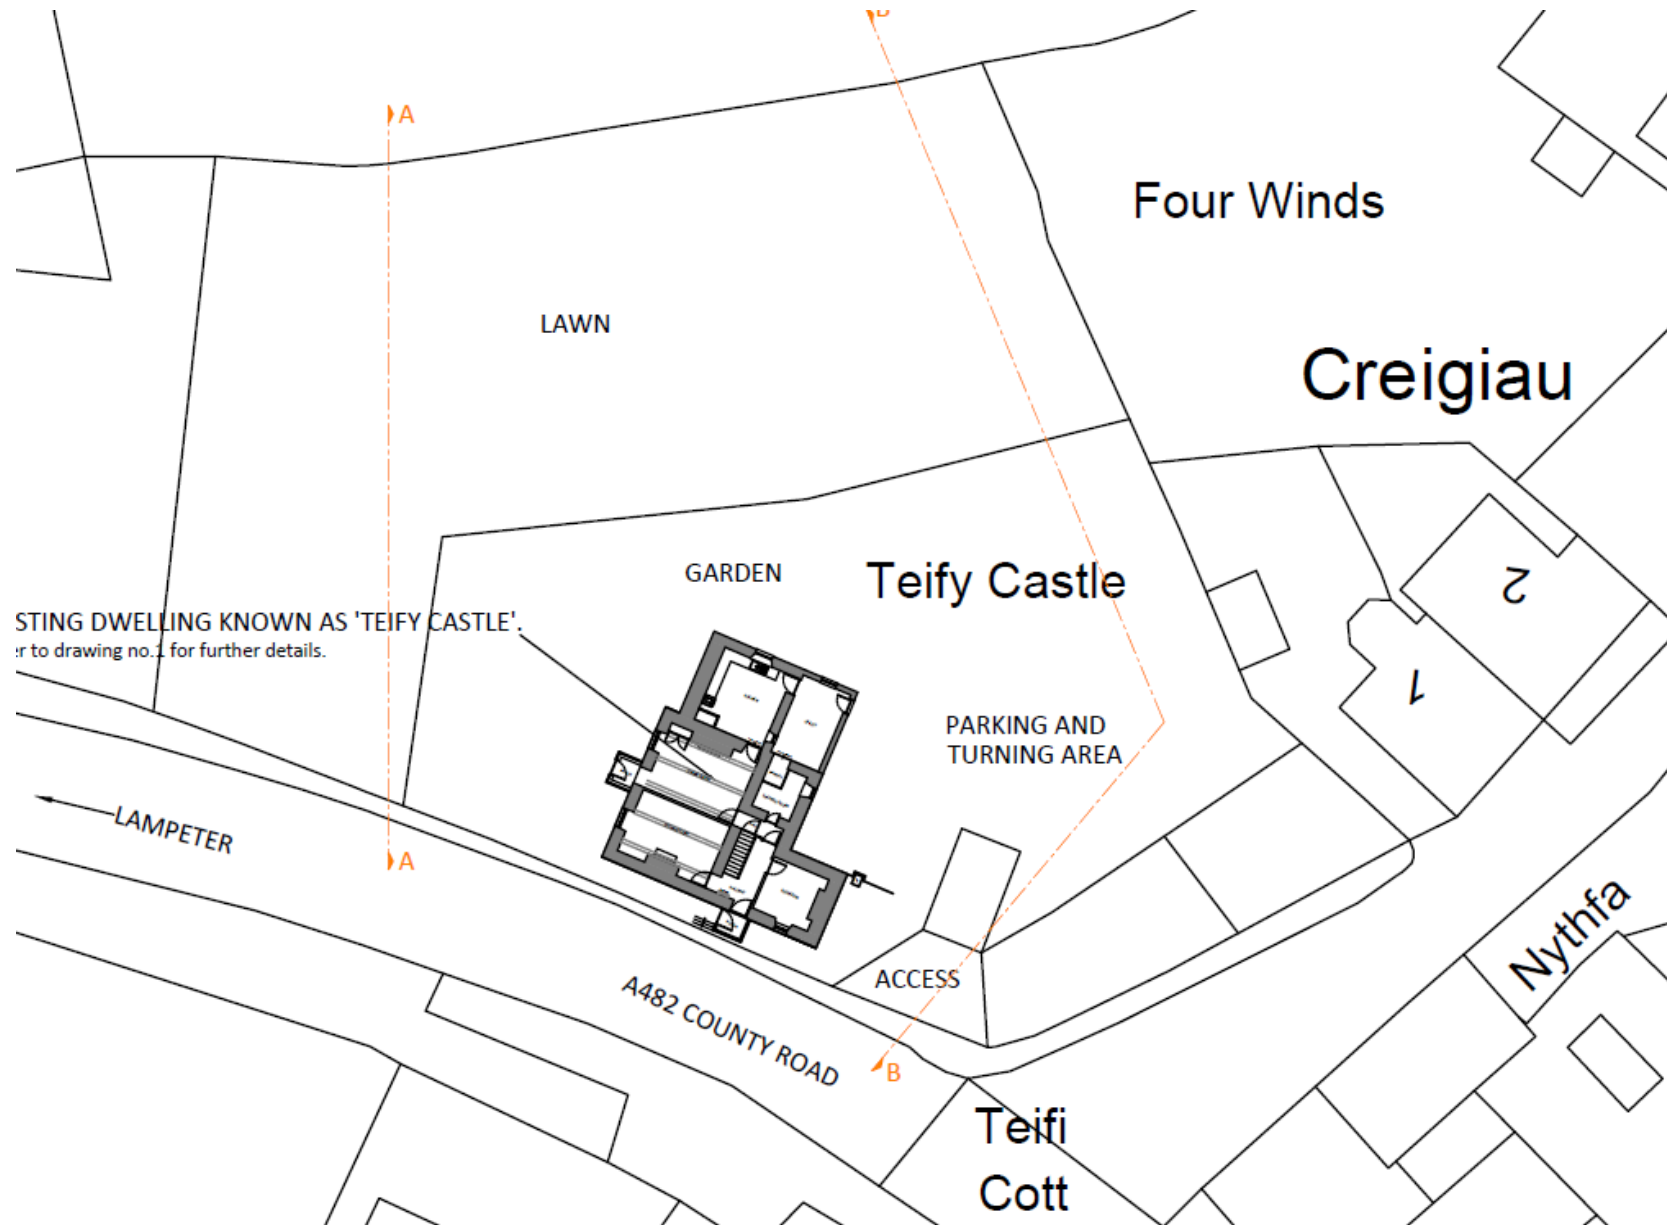 B
A
Four Winds
LAWN
Creigiau
GARDEN
Teify Castle
2
STING DWELLING KNOWN AS 'TEIFY CASTLE'.
er to drawing no.1 for further details.
1
PARKING AND
TURNING AREA
LAMPETER
A
Nythfa
ACCESS
A482 COUNTY ROAD
B
Teifi
Cott